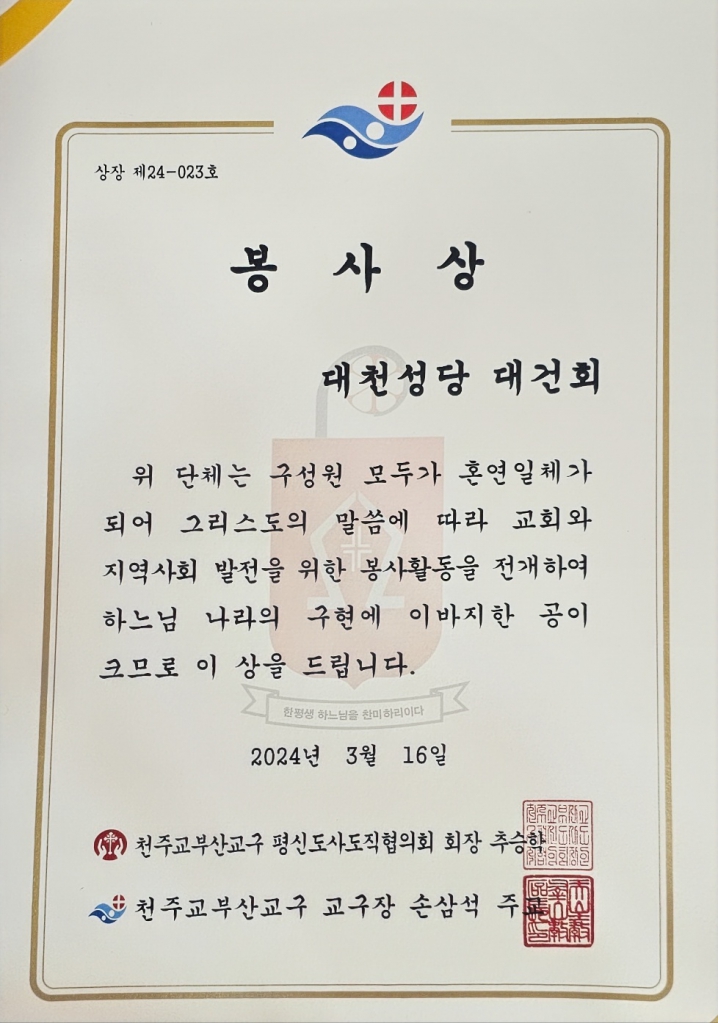 상장 제24-023호
봉 사 상
대천성당 대건회
위 단체는 구성원 모두가 혼연일체가
되어 그리스도의 말씀에 따라 교회와
지역사회 발전을 위한 봉사활동을 전개하여
하느님 나라의 구현에 이바지한 공이
크므로 이 상을 드립니다.
한평생 하느님을 찬미하리이다
2024년 3월 16일
천주교부산교구 평신도사도직협의회 회장 추승학
천주교부산교구 교구장 손삼석 주교